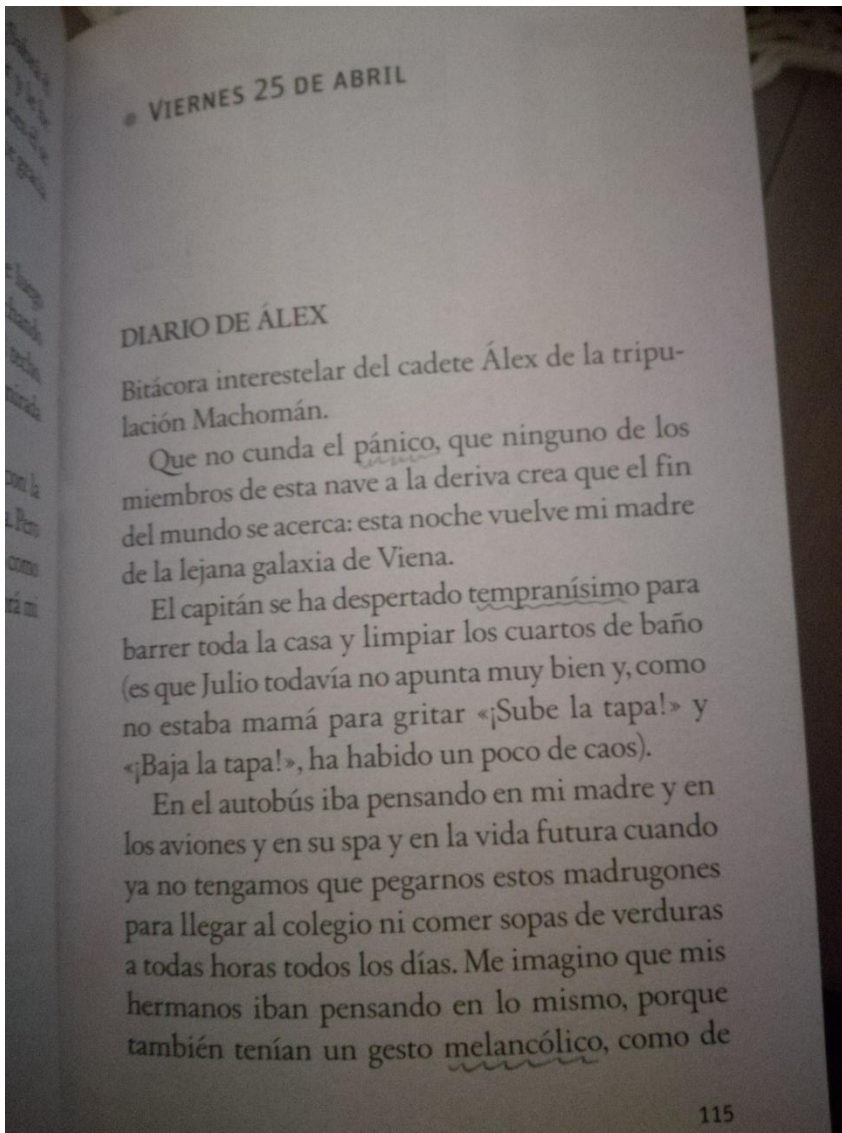 VIERNES 25 DE ABRIL
DIARIO DE ÁLEX
Bitácora interestelar del cadete Álex de la tripu-
lación Machomán.
Que no cunda el pánico, que ninguno de los
miembros de esta nave a la deriva crea que el fin
del mundo se acerca: esta noche vuelve mi madre
de la lejana galaxia de Viena.
El capitán se ha despertado tempranísimo para
barrer toda la casa y limpiar los cuartos de baño
(es que Julio todavía no apunta muy bien y, como
no estaba mamá para gritar «¡Sube la tapa!» y
«¡Baja la tapa!», ha habido un poco de caos).
En el autobús iba pensando en mi madre y en
los aviones y en su spa y en la vida futura cuando
ya no tengamos que pegarnos estos madrugones
para llegar al colegio ni comer sopas de verduras
a todas horas todos los días. Me imagino que mis
hermanos iban pensando en lo mismo, porque
también tenían un gesto melancólico, como de
115